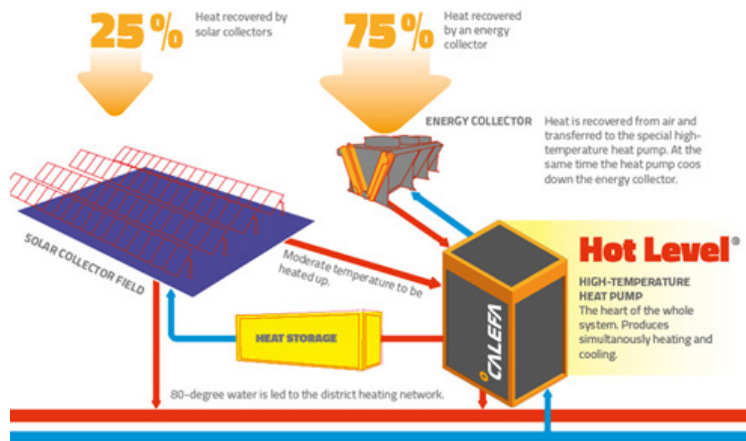 25%
Heat recovered by
solar collectors
75%
Heat recovered
by an energy
collector
ENERGY COLLECTOR
Heat is recovered from air and
transferred to the special high-
temperature heat pump. At the
same time the heat pump coos
down the energy collector.
SOLAR COLLECTOR FIELD
Moderate temperature to be
heated up.
Hot Level®
HIGH-TEMPERATURE
HEAT PUMP
The heart of the whole
system. Produces
simultanously heating and
cooling.
HEAT STORAGE
CALEFA
80-degree water is led to the district heating network.